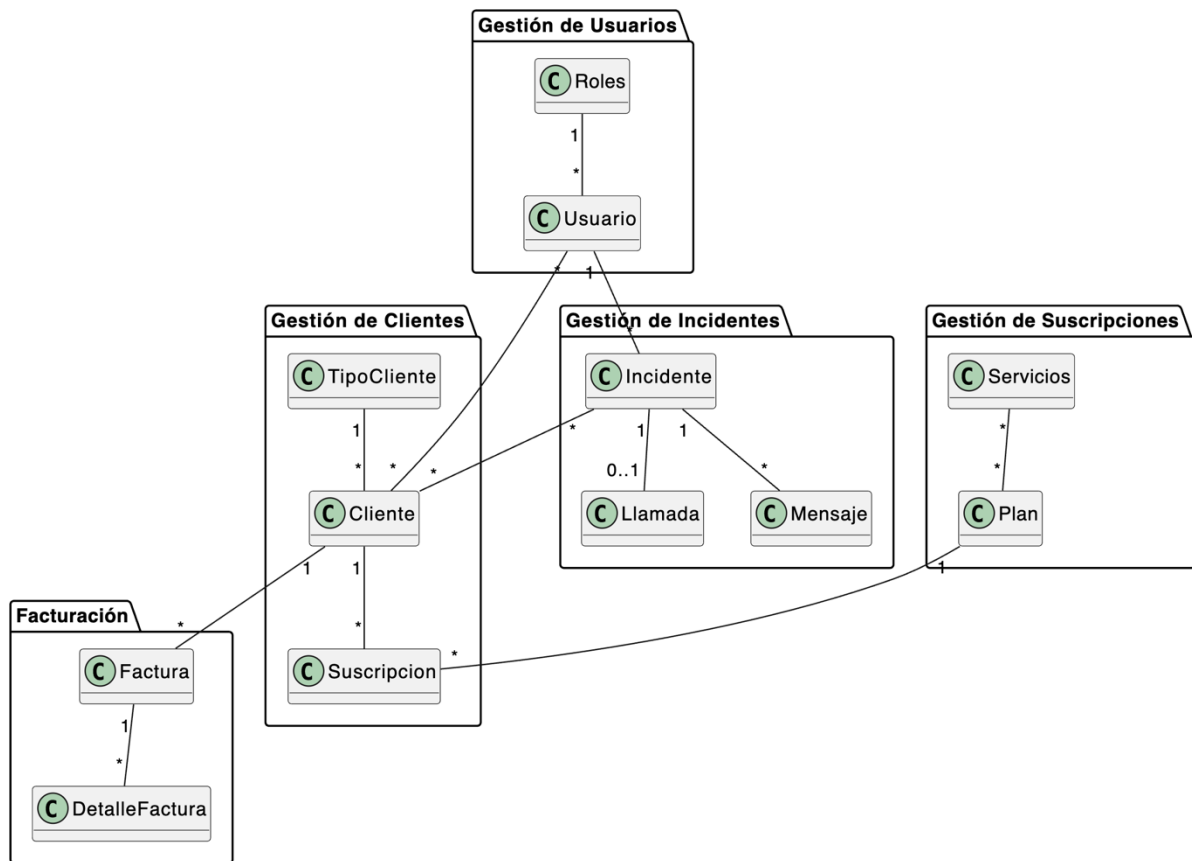 Gestión de Usuarios
C Roles
1
*
C Usuario
* 1
Gestión de Clientes
Gestión de Incidentes
Gestión de Suscripciones
*
C TipoCliente
C Incidente
C Servicios
1
*
1
1
*
*
*
*
0..1
*
*
C Cliente
C Llamada
C Mensaje
C Plan
1
1
1
Facturación
*
*
*
C Factura
C Suscripcion
1
*
C DetalleFactura